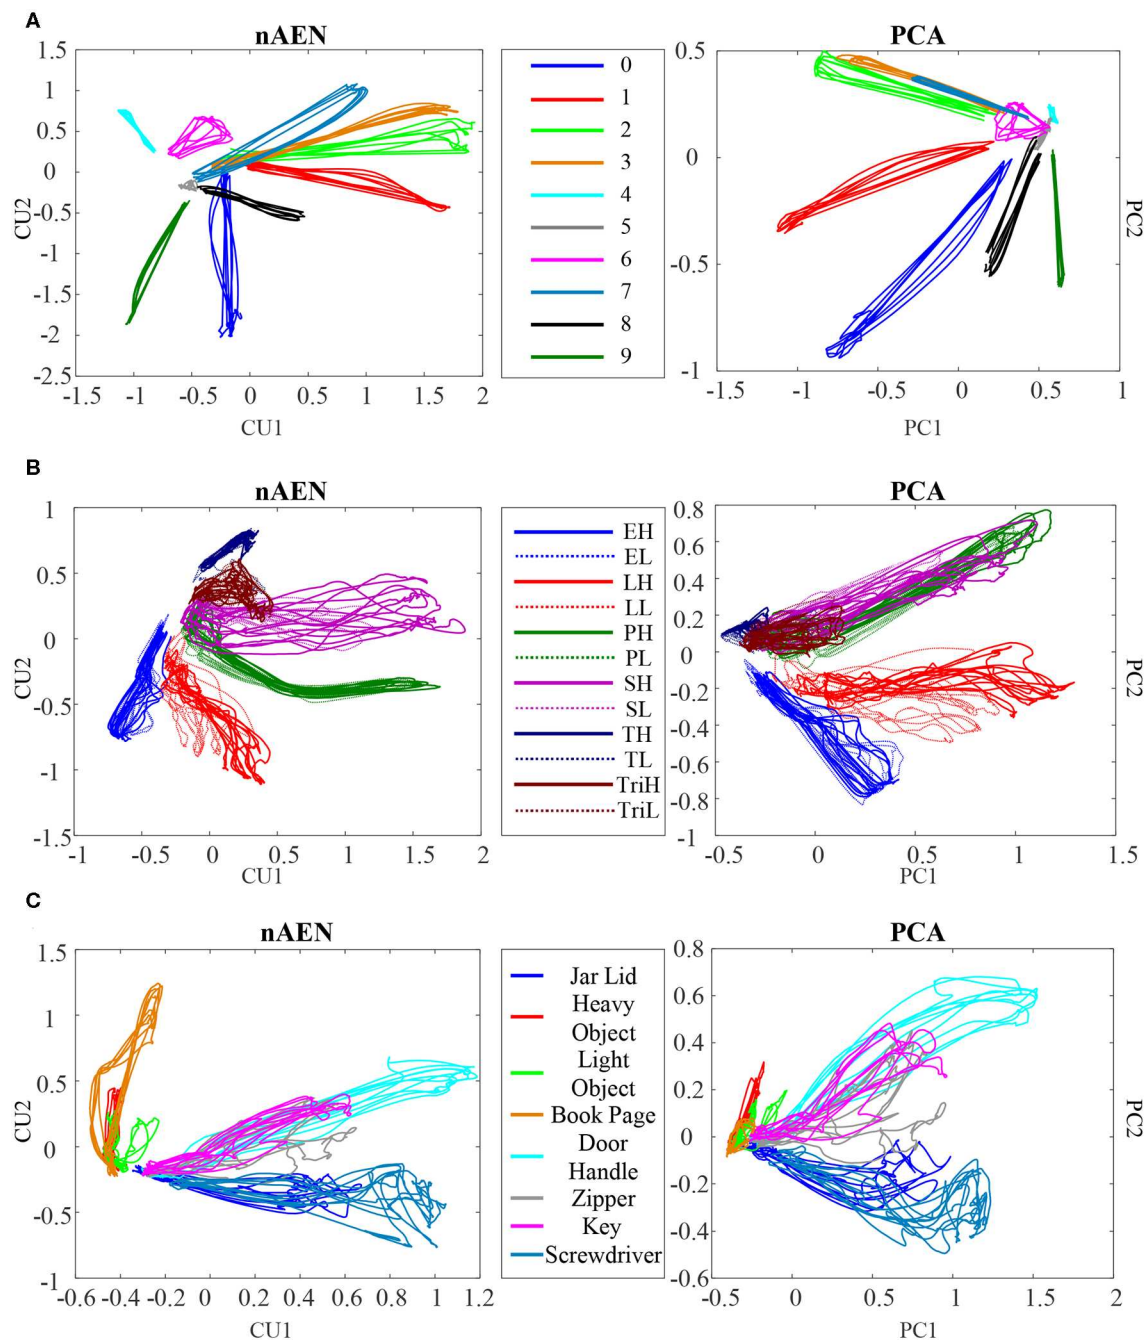 A
nAEN
PCA
1.5
1
0.5
0
-0.5
-1
-1.5
-2
-2.5
CU2
-1.5
-1
-0.5
0
0.5
1
1.5
2
CU1
0
1
2
3
4
5
6
7
8
9
0.5
0
-0.5
-1
PC2
-1.5
-1
-0.5
0
0.5
1
PC1
B
nAEN
PCA
1
0.5
0
-0.5
-1
-1.5
CU2
-1
-0.5
0
0.5
1
1.5
2
CU1
EH
EL
LH
LL
PH
PL
SH
SL
TH
TL
TriH
TriL
0.8
0.6
0.4
0.2
0
-0.2
-0.4
-0.6
-0.8
-1
PC2
-0.5
0
0.5
1
1.5
PC1
C
nAEN
PCA
1.5
1
0.5
0
-0.5
-1
CU2
-0.6
-0.4
-0.2
0
0.2
0.4
0.6
0.8
1
1.2
CU1
Jar Lid
Heavy
Object
Light
Object
Book Page
Door
Handle
Zipper
Key
Screwdriver
0.8
0.6
0.4
0.2
0
-0.2
-0.4
-0.6
PC2
-0.5
0
0.5
1
1.5
2
PC1